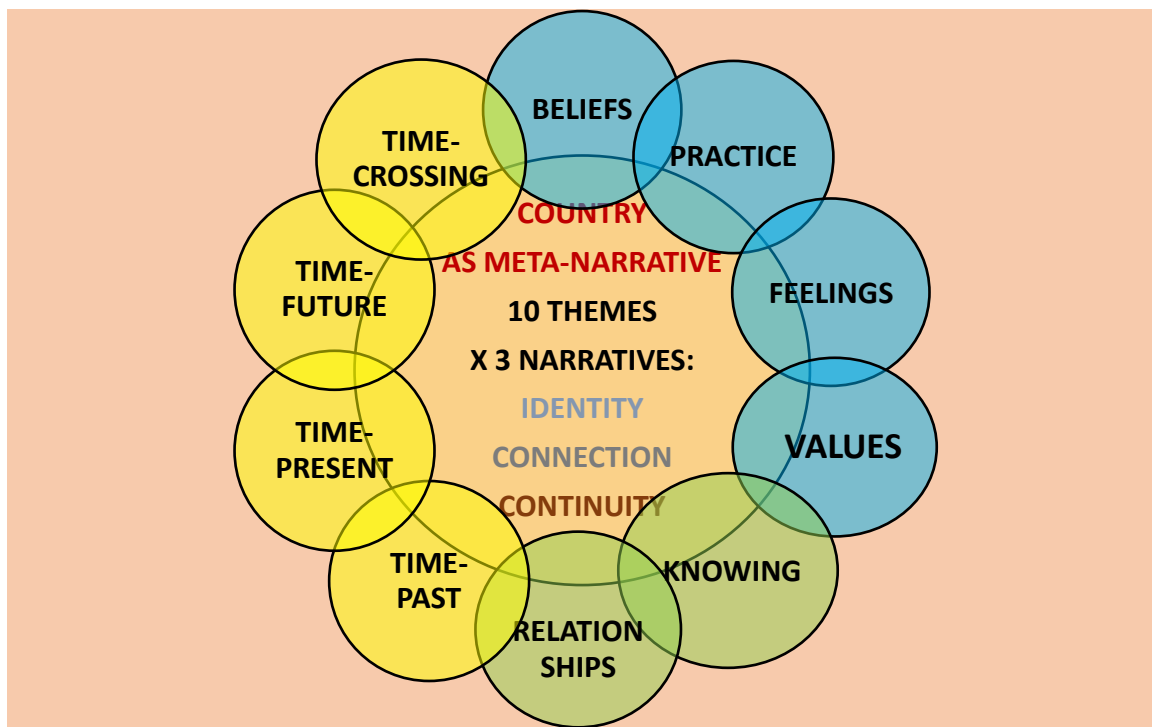 BELIEFS
PRACTICE
FEELINGS
VALUES
KNOWING
RELATION
SHIPS
TIME-
PAST
TIME-
PRESENT
TIME-
FUTURE
TIME-
CROSSING
COUNTRY
AS META-NARRATIVE
10 THEMES
X 3 NARRATIVES:
IDENTITY
CONNECTION
CONTINUITY